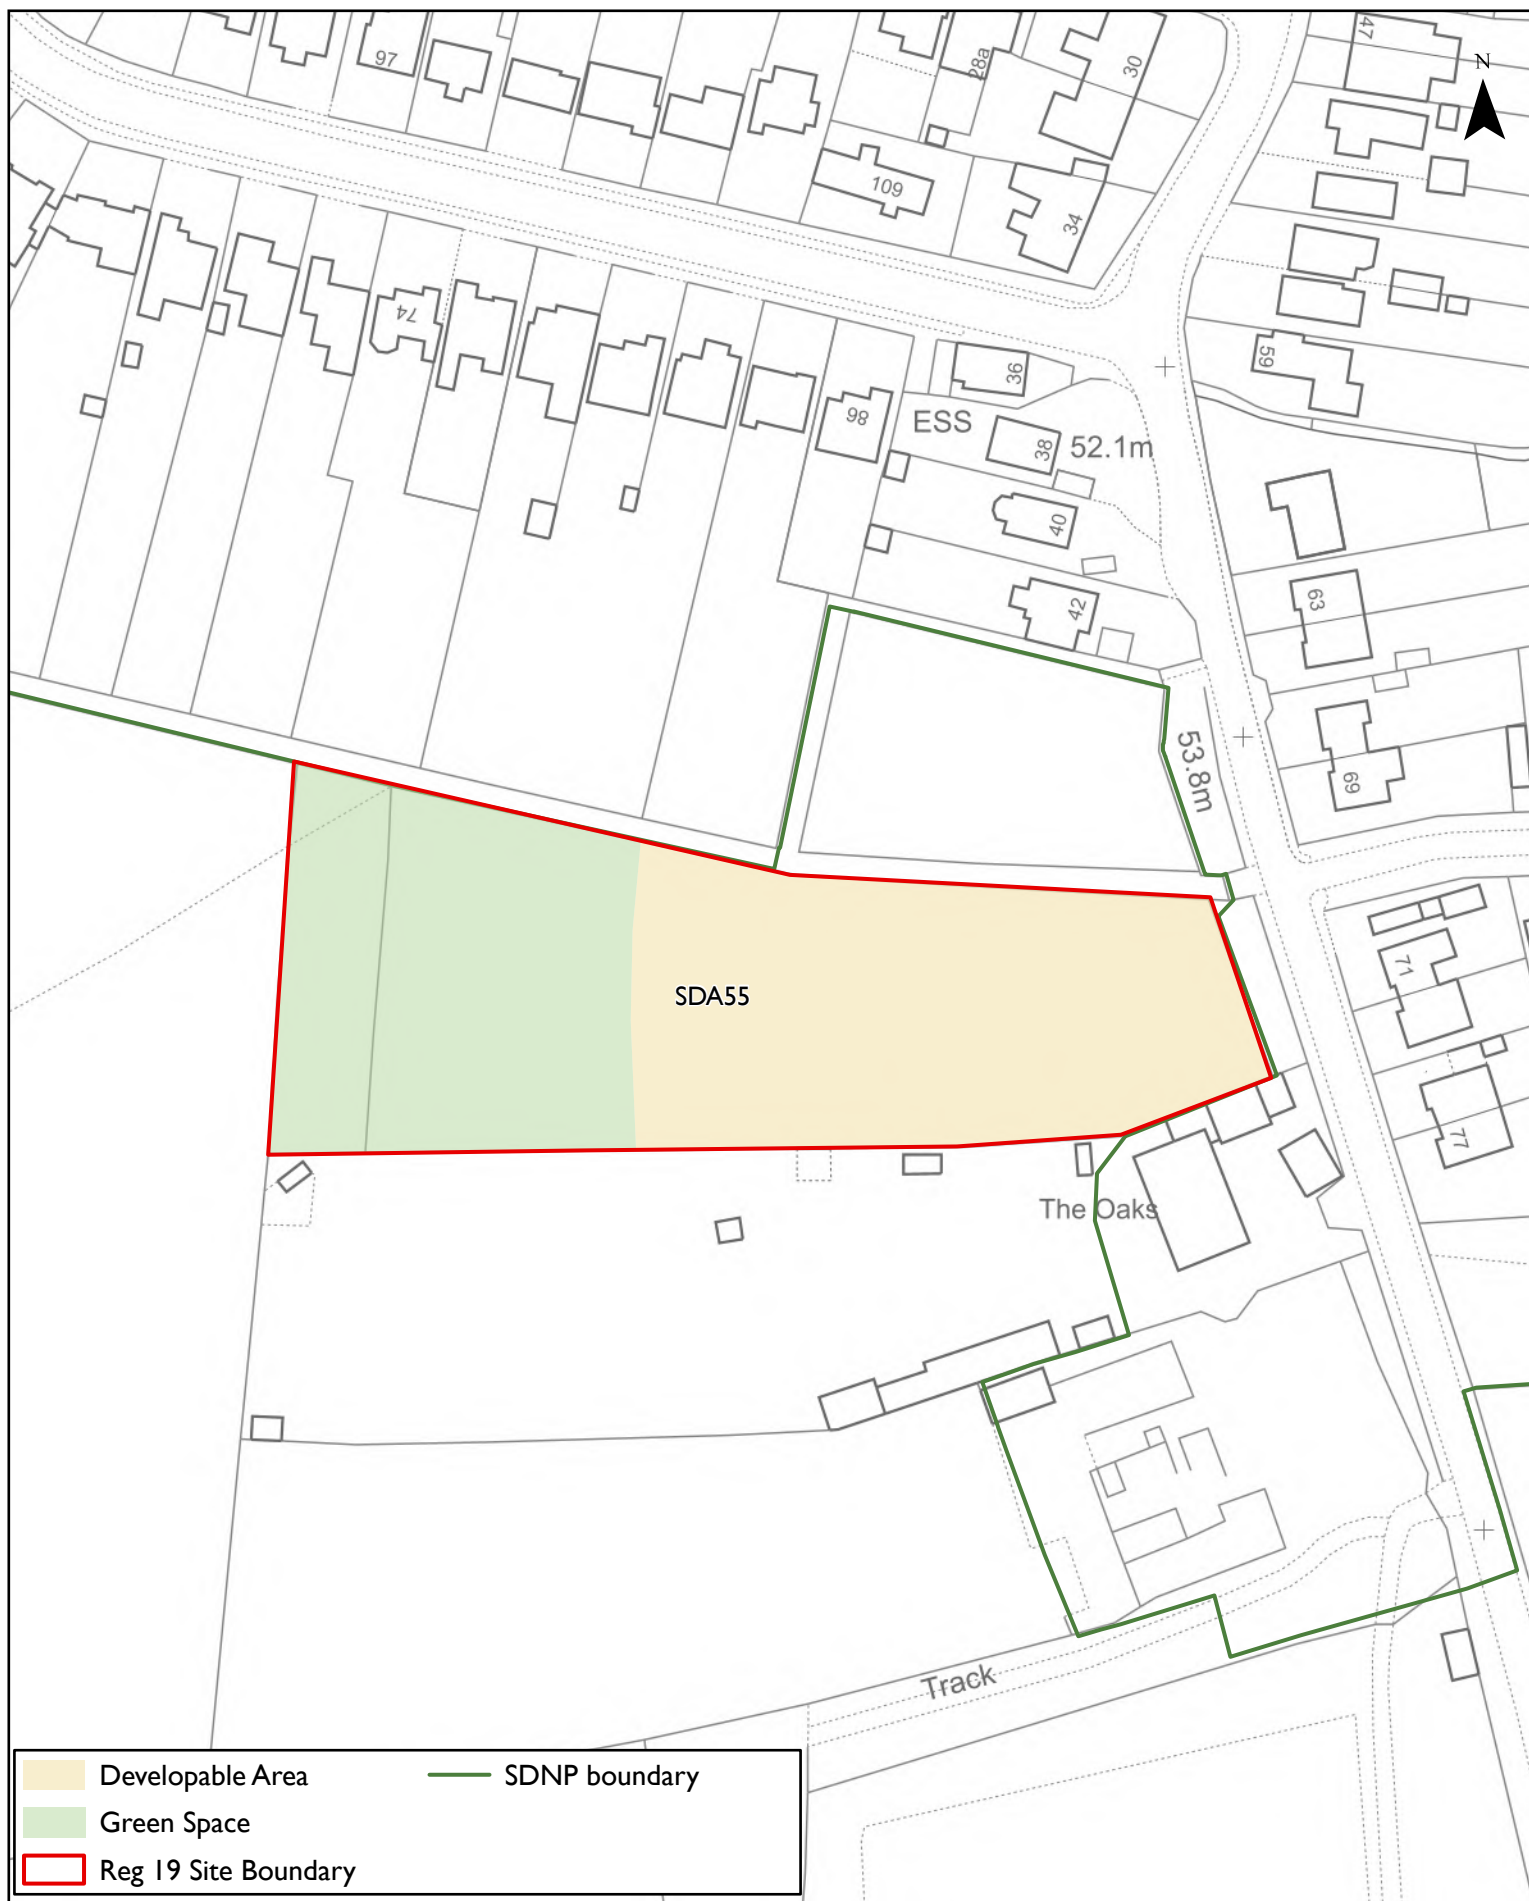 47
N
97
28a
30
109
34
74
59
36
98
ESS
38
52.1m
40
63
42
53.8m
69
SDA55
71
77
The Oaks
Track
Developable Area
SDNP boundary
Green Space
Reg 19 Site Boundary